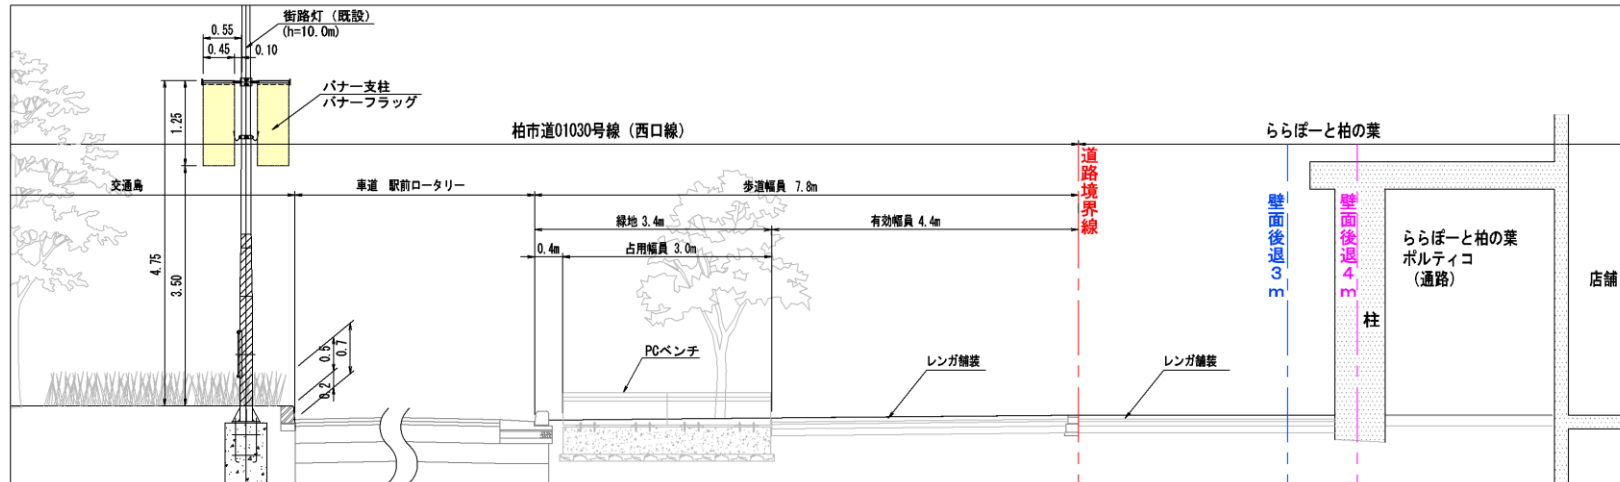 街路灯（既設）
(h=10.0m)
0.55
0.45
0.10
バナー支柱
バナーフラッグ
1.25
柏市道01030号線（西口線）
ららぽーと柏の葉
道路境界線
交通島
車道　駅前ロータリー
歩道幅員 7.8m
緑地 3.4m
有効幅員 4.4m
0.4m
占用幅員 3.0m
壁面後退3m
壁面後退4m
ららぽーと柏の葉
ポルティコ
（通路）
店舗
4.75
3.50
柱
0.5
0.7
0.2
PCベンチ
レンガ舗装
レンガ舗装